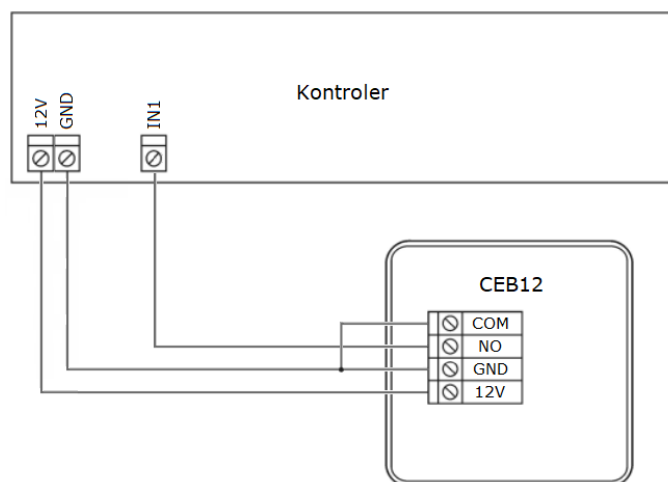 Kontroler
12V
GND
IN1
CEB12
COM
NO
GND
12V